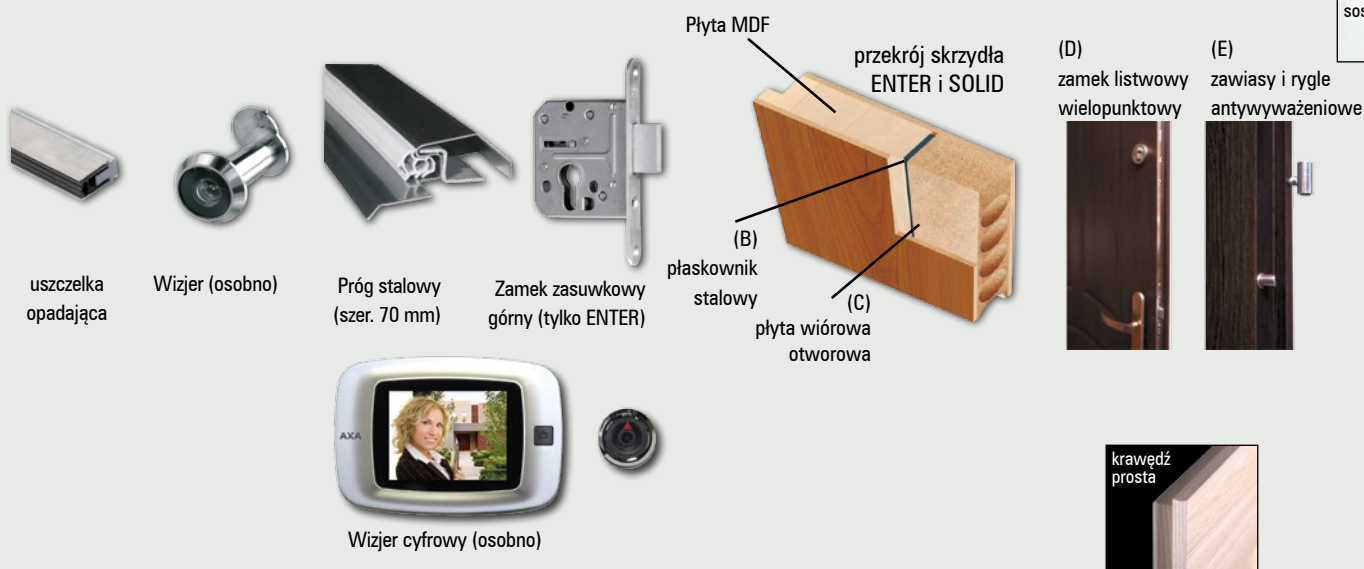 Płyta MDF
przekrój skrzydła
ENTER i SOLID
(B)
płaskownik
stalowy
(C)
płyta wiórowa
otworowa
(D)
zamek listwowy
wielopunktowy
(E)
zawiasy i rygle
antywyważeniowe
uszczelka
opadająca
Wizjer (osobno)
Próg stalowy
(szer. 70 mm)
Zamek zasuwkowy
górny (tylko ENTER)
AXA
Wizjer cyfrowy (osobno)
krawędź
prosta